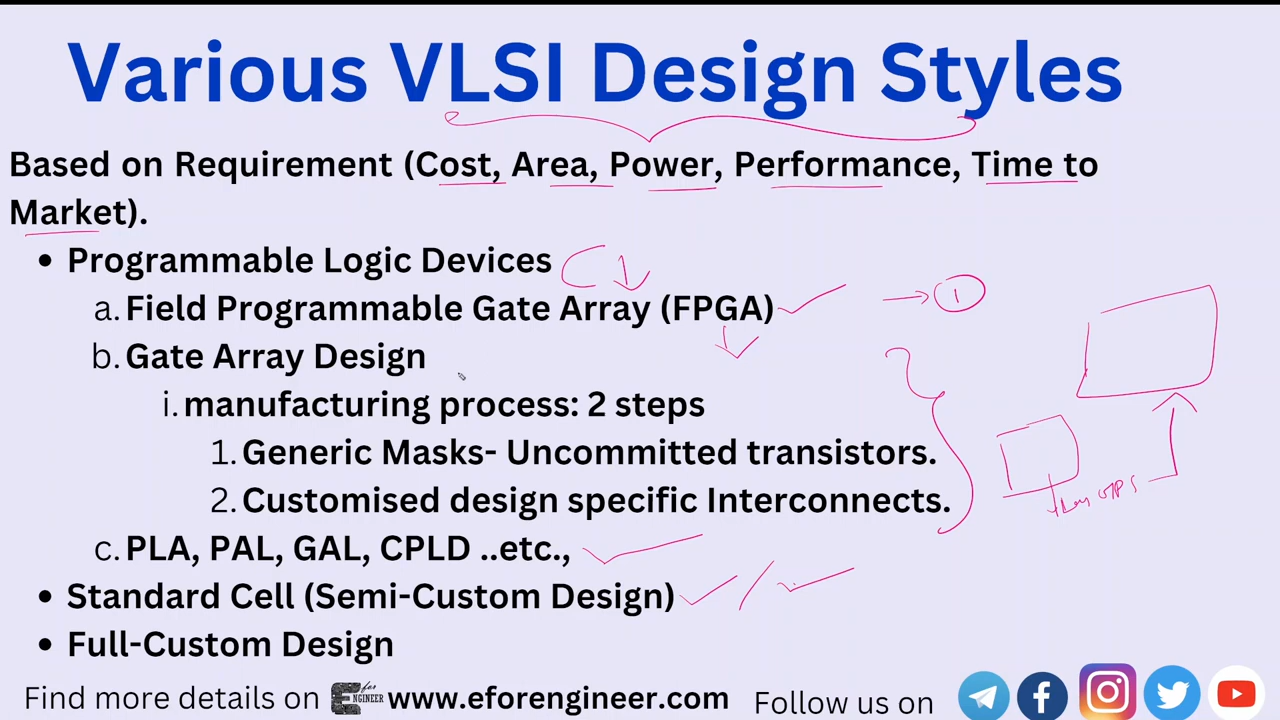 Various VLSI Design Styles
Based on Requirement (Cost, Area, Power, Performance, Time to
Market).
• Programmable Logic Devices
a. Field Programmable Gate Array (FPGA)
1
b. Gate Array Design
i. manufacturing process: 2 steps
1. Generic Masks- Uncommitted transistors.
2. Customised design specific Interconnects.
c. PLA, PAL, GAL, CPLD ..etc.,
• Standard Cell (Semi-Custom Design)
• Full-Custom Design
Find more details on E for ENGINEER www.eforengineer.com Follow us on